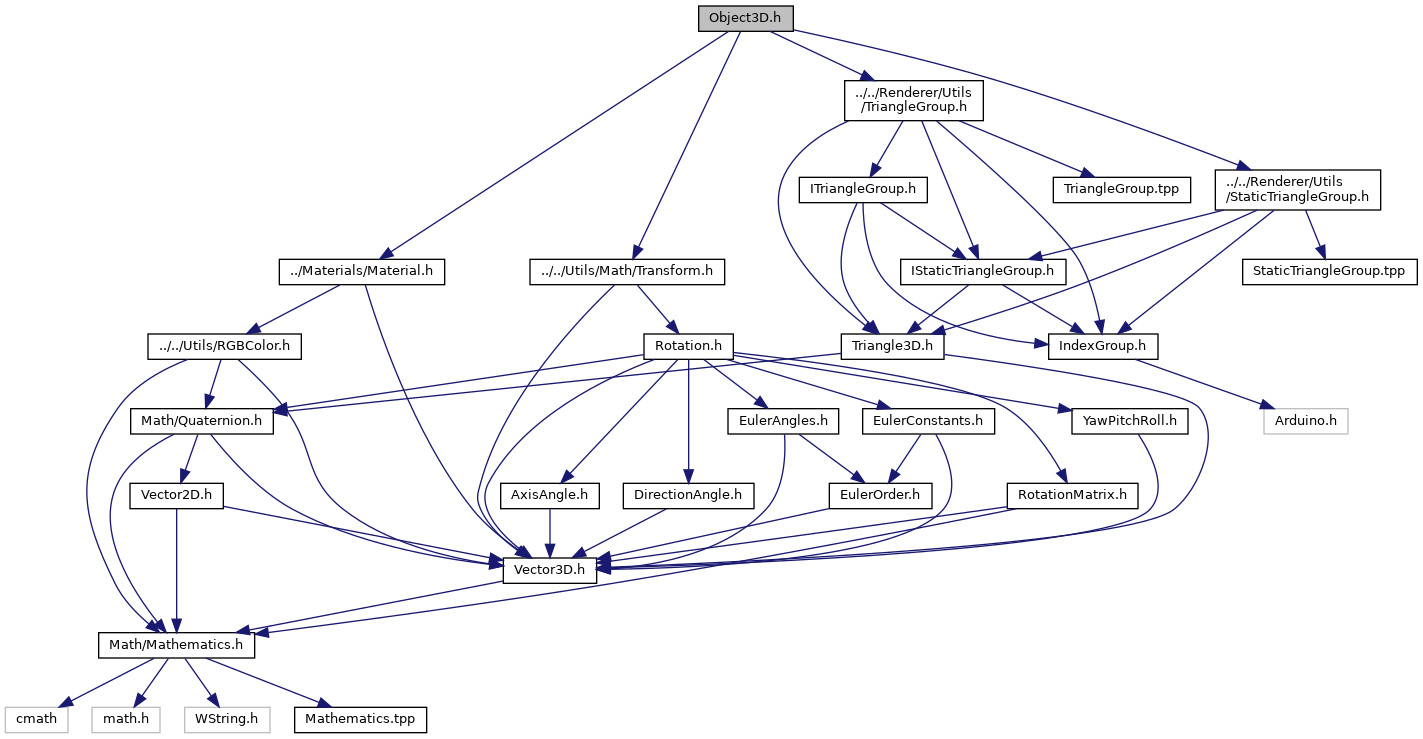 Object3D.h
../../Renderer/Utils
/TriangleGroup.h
ITriangleGroup.h
TriangleGroup.tpp
../../Renderer/Utils
/StaticTriangleGroup.h
../Materials/Material.h
../../Utils/Math/Transform.h
IStaticTriangleGroup.h
StaticTriangleGroup.tpp
../../Utils/RGBColor.h
Rotation.h
Triangle3D.h
IndexGroup.h
Math/Quaternion.h
EulerAngles.h
EulerConstants.h
YawPitchRoll.h
Arduino.h
Vector2D.h
AxisAngle.h
DirectionAngle.h
EulerOrder.h
RotationMatrix.h
Vector3D.h
Math/Mathematics.h
cmath
math.h
WString.h
Mathematics.tpp